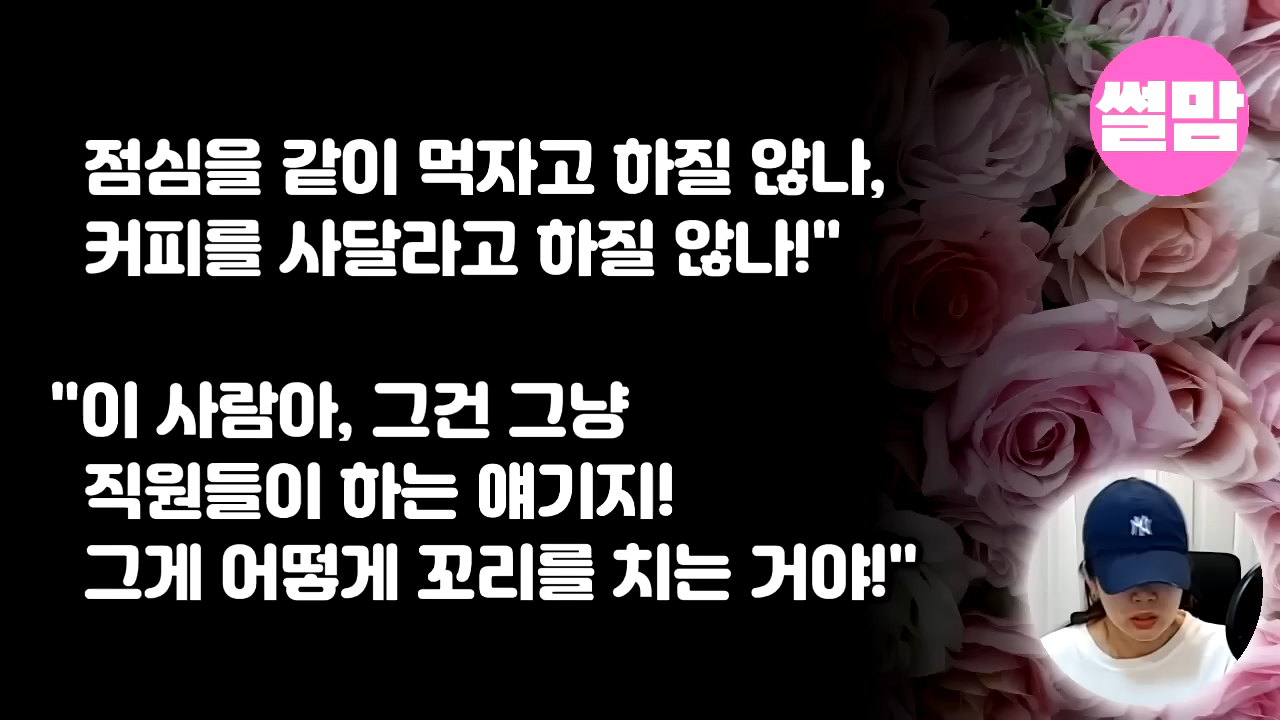 썰맘
점심을 같이 먹자고 하질 않나,
커피를 사달라고 하질 않나!"
"이 사람아, 그건 그냥
직원들이 하는 얘기지!
그게 어떻게 꼬리를 치는 거야!"
NY